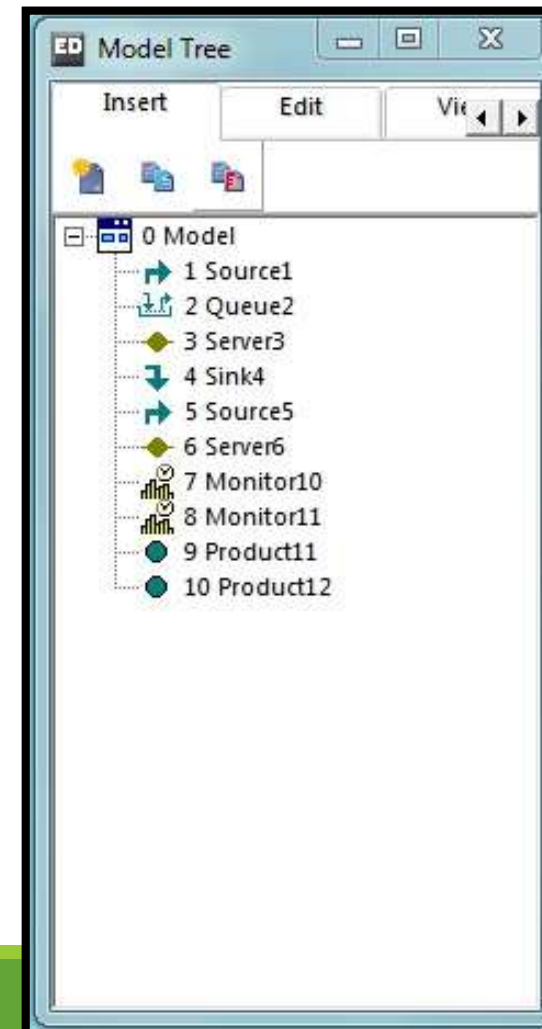 ED Model Tree
Insert Edit Vie
0 Model
1 Source1
2 Queue2
3 Server3
4 Sink4
5 Source5
6 Server6
7 Monitor10
8 Monitor11
9 Product11
10 Product12